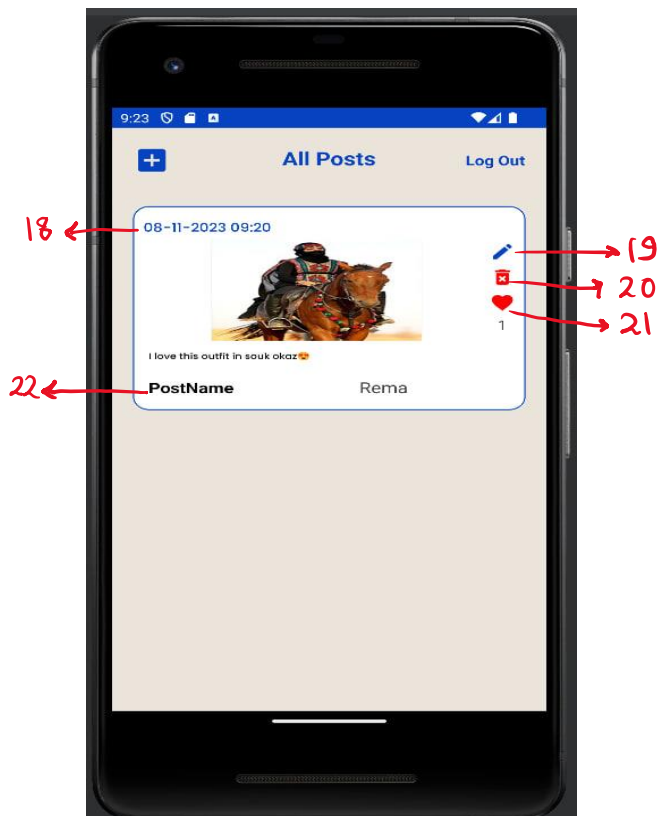 9:23
All Posts
Log Out
18
08-11-2023 09:20
19
20
21
1
I love this outfit in souk okaz😍
22
PostName Rema